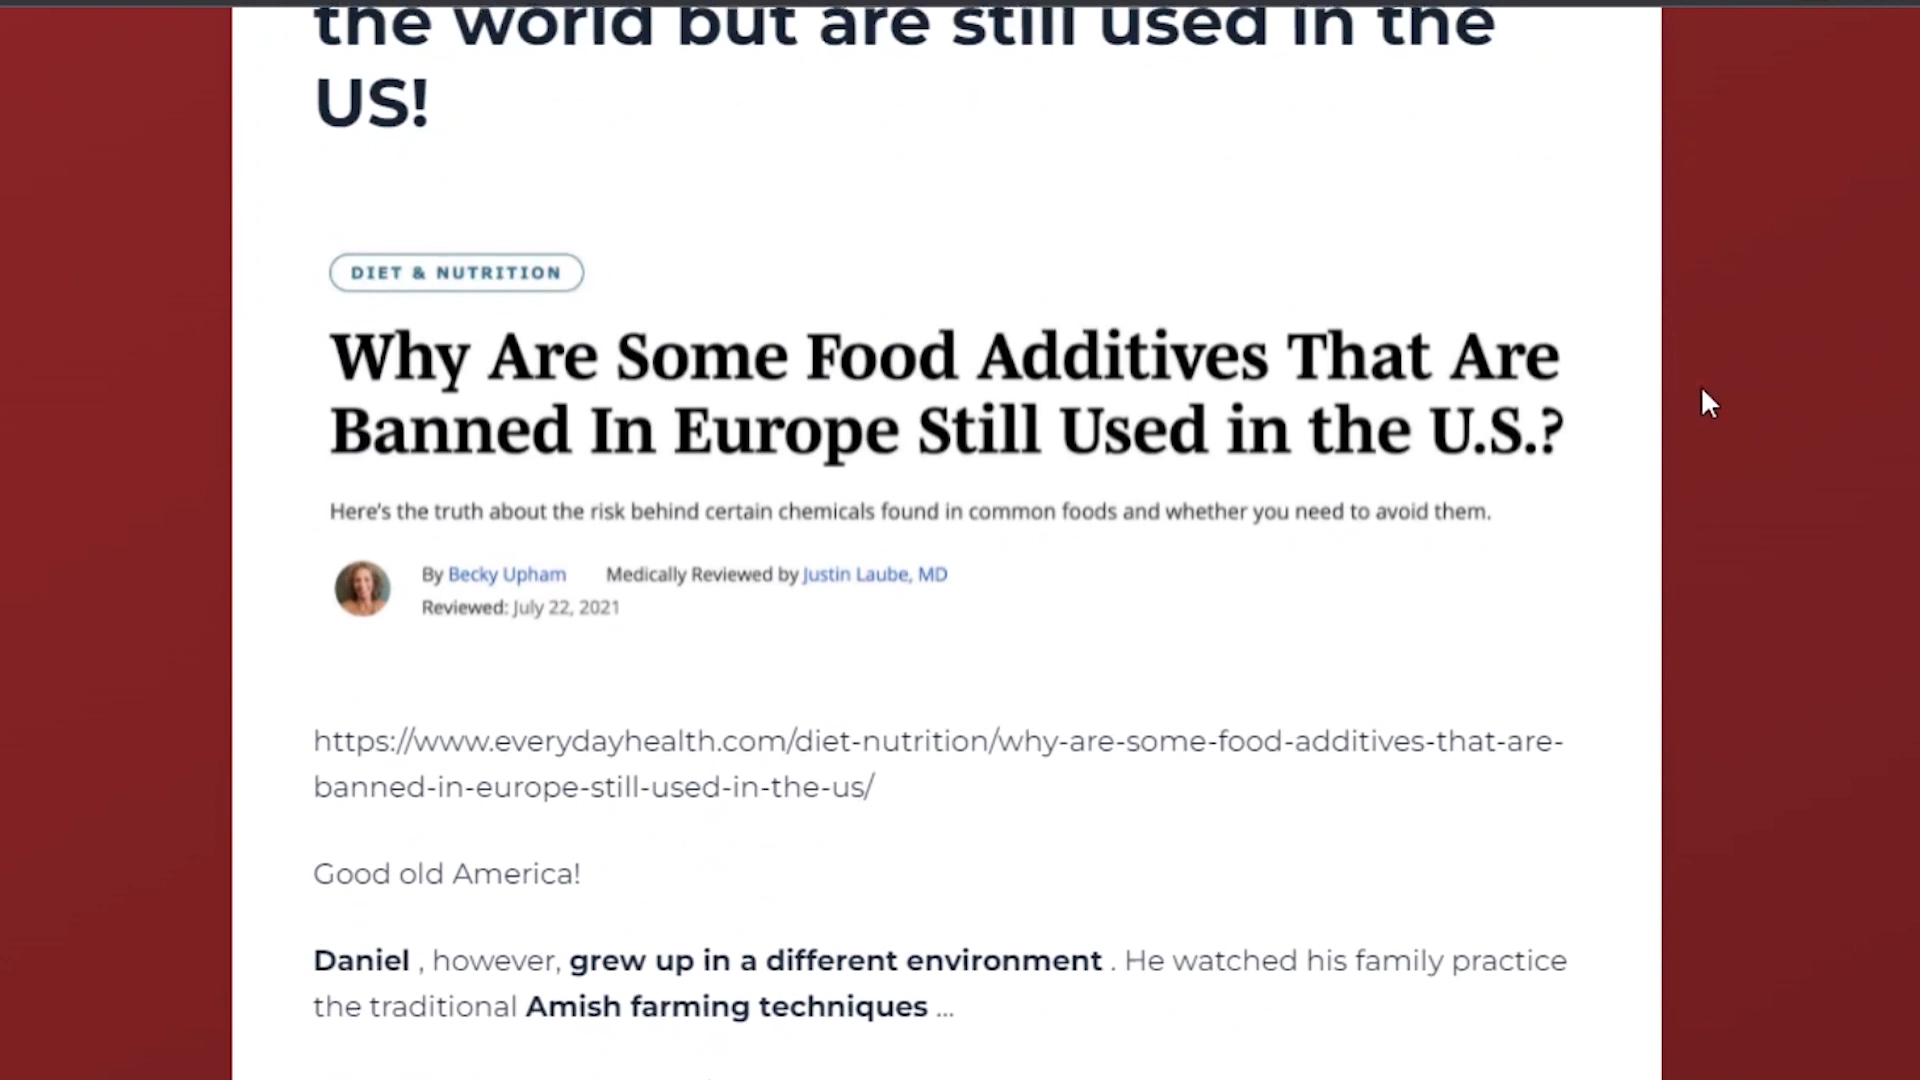 the world but are still used in the
US!
DIET & NUTRITION
Why Are Some Food Additives That Are
Banned In Europe Still Used in the U.S.?
Here's the truth about the risk behind certain chemicals found in common foods and whether you need to avoid them.
By Becky Upham Medically Reviewed by Justin Laube, MD
Reviewed: July 22, 2021
https://www.everydayhealth.com/diet-nutrition/why-are-some-food-additives-that-are-
banned-in-europe-still-used-in-the-us/
Good old America!
Daniel , however, grew up in a different environment . He watched his family practice
the traditional Amish farming techniques ...